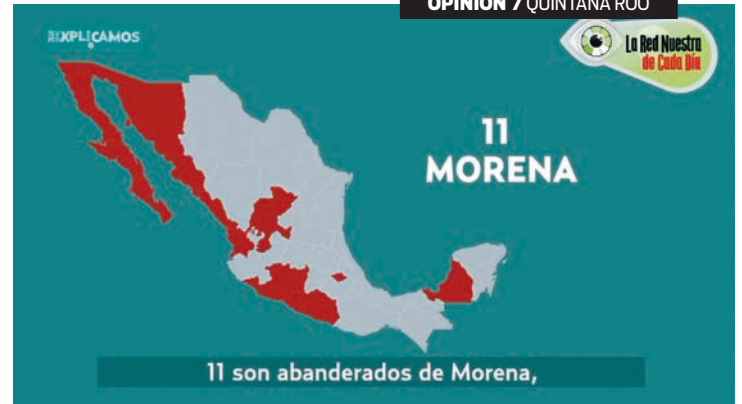 OPINIÓN / QUINTANA ROO
EXPLICAMOS
La Red Nuestra
de Cada Día
11
MORENA
11 son abanderados de Morena,